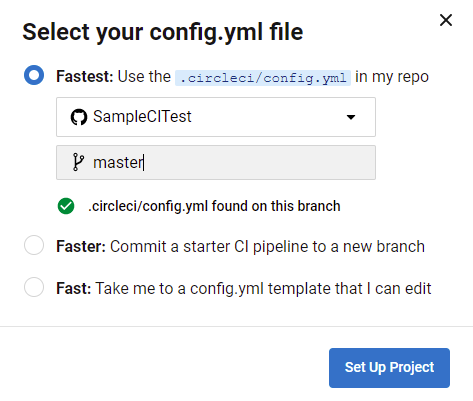 Select your config.yml file
Fastest: Use the .circleci/config.yml in my repo
SampleCITest
master
.circleci/config.yml found on this branch
Faster: Commit a starter CI pipeline to a new branch
Fast: Take me to a config.yml template that I can edit
Set Up Project